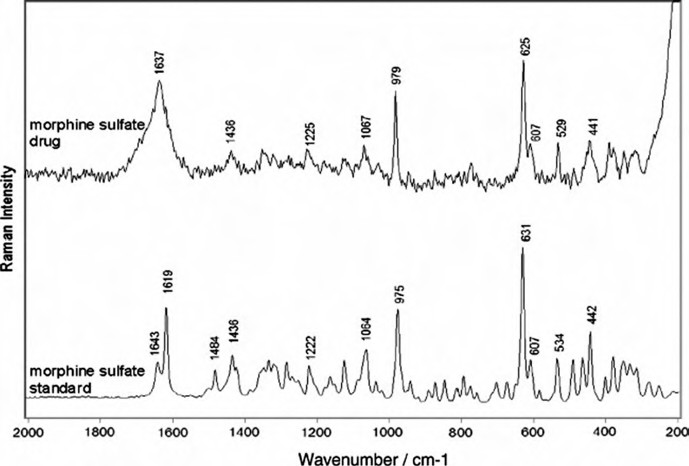 1637
morphine sulfate
drug
1436
1225
1067
979
625
607
529
441
Raman Intensity
1643
1619
1484
1436
1222
1064
975
631
607
534
442
morphine sulfate
standard
2000 1800 1600 1400 1200 1000 800 600 400 200
Wavenumber / cm-1